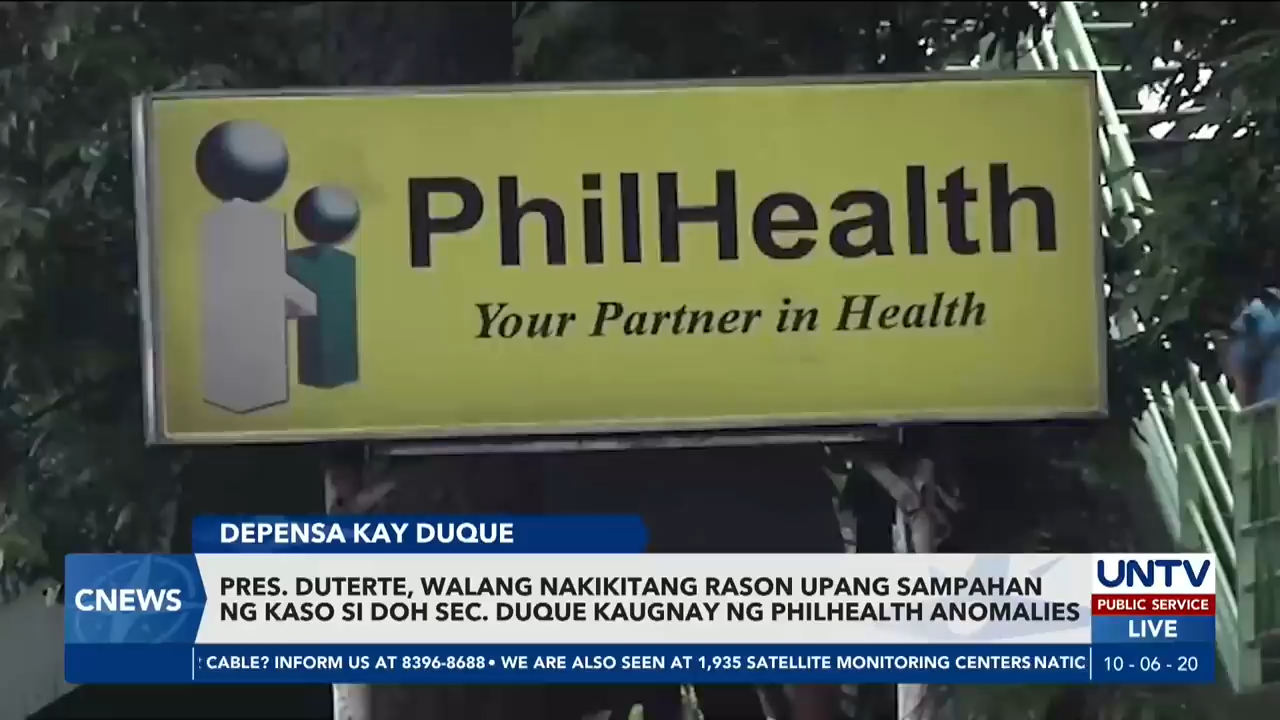 PhilHealth
Your Partner in Health
DEPENSA KAY DUQUE
CNEWS
PRES. DUTERTE, WALANG NAKIKITANG RASON UPANG SAMPAHAN
NG KASO SI DOH SEC. DUQUE KAUGNAY NG PHILHEALTH ANOMALIES
UNTV
PUBLIC SERVICE
LIVE
CABLE? INFORM US AT 8396-8688 • WE ARE ALSO SEEN AT 1,935 SATELLITE MONITORING CENTERS NATIC
10 - 06 - 20